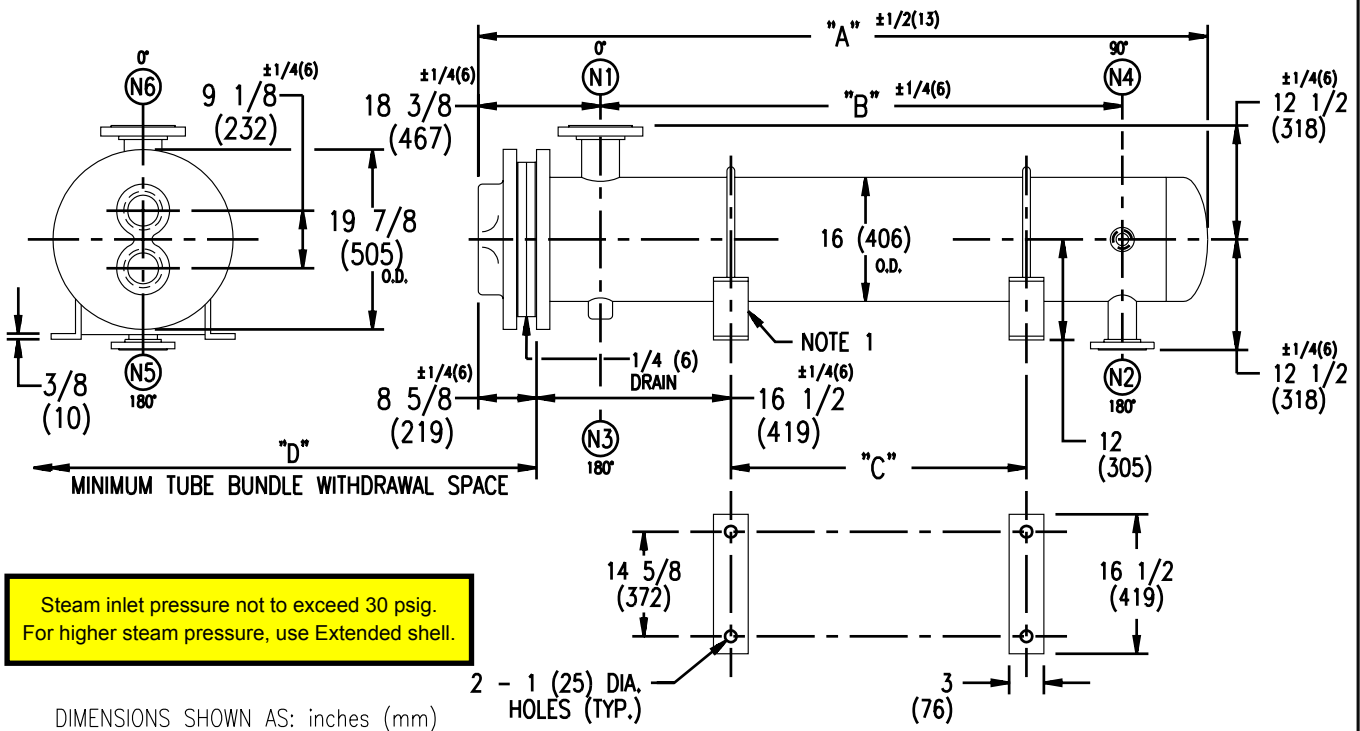 "A" ±1/2(13)
0°
N6
±1/4(6)
9 1/8
(232)
±1/4(6)
18 3/8
(467)
0°
N1
"B" ±1/4(6)
90°
N4
±1/4(6)
12 1/2
(318)
19 7/8
(505)
O.D.
16 (406)
O.D.
NOTE 1
3/8
(10)
N5
180°
±1/4(6)
8 5/8
(219)
1/4 (6)
DRAIN
±1/4(6)
16 1/2
(419)
N2
180°
±1/4(6)
12 1/2
(318)
N3
180°
12
(305)
"D"
MINIMUM TUBE BUNDLE WITHDRAWAL SPACE
"C"
14 5/8
(372)
16 1/2
(419)
Steam inlet pressure not to exceed 30 psig.
For higher steam pressure, use Extended shell.
2 - 1 (25) DIA.
HOLES (TYP.)
3
(76)
DIMENSIONS SHOWN AS: inches (mm)